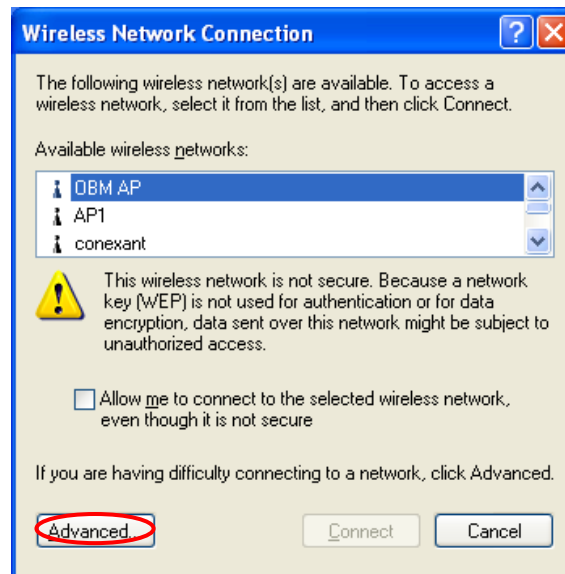 Wireless Network Connection
The following wireless network(s) are available. To access a
wireless network, select it from the list, and then click Connect.
Available wireless networks:
OBM AP
AP1
conexant
This wireless network is not secure. Because a network
key (WEP) is not used for authentication or for data
encryption, data sent over this network might be subject to
unauthorized access.
Allow me to connect to the selected wireless network,
even though it is not secure
If you are having difficulty connecting to a network, click Advanced.
Advanced... Connect Cancel